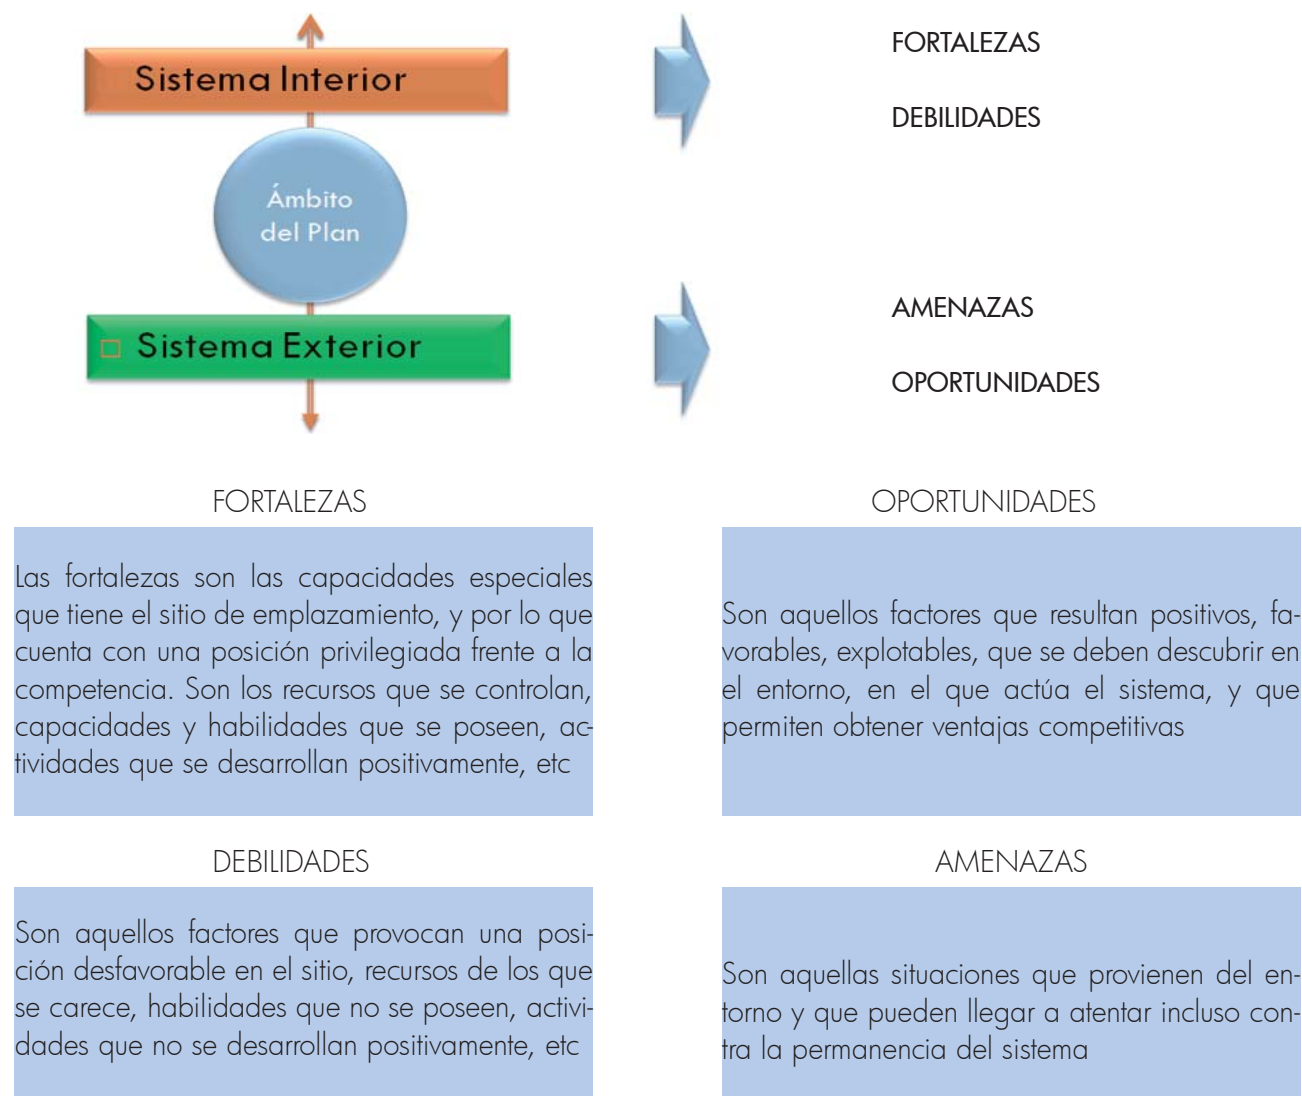 Sistema Interior
FORTALEZAS
DEBILIDADES
Ámbito
del Plan
Sistema Exterior
AMENAZAS
OPORTUNIDADES
FORTALEZAS
Las fortalezas son las capacidades especiales
que tiene el sitio de emplazamiento, y por lo que
cuenta con una posición privilegiada frente a la
competencia. Son los recursos que se controlan,
capacidades y habilidades que se poseen, ac-
tividades que se desarrollan positivamente, etc
OPORTUNIDADES
Son aquellos factores que resultan positivos, fa-
vorables, explotables, que se deben descubrir en
el entorno, en el que actúa el sistema, y que
permiten obtener ventajas competitivas
DEBILIDADES
Son aquellos factores que provocan una posi-
ción desfavorable en el sitio, recursos de los que
se carece, habilidades que no se poseen, activi-
dades que no se desarrollan positivamente, etc
AMENAZAS
Son aquellas situaciones que provienen del en-
torno y que pueden llegar a atentar incluso con-
tra la permanencia del sistema